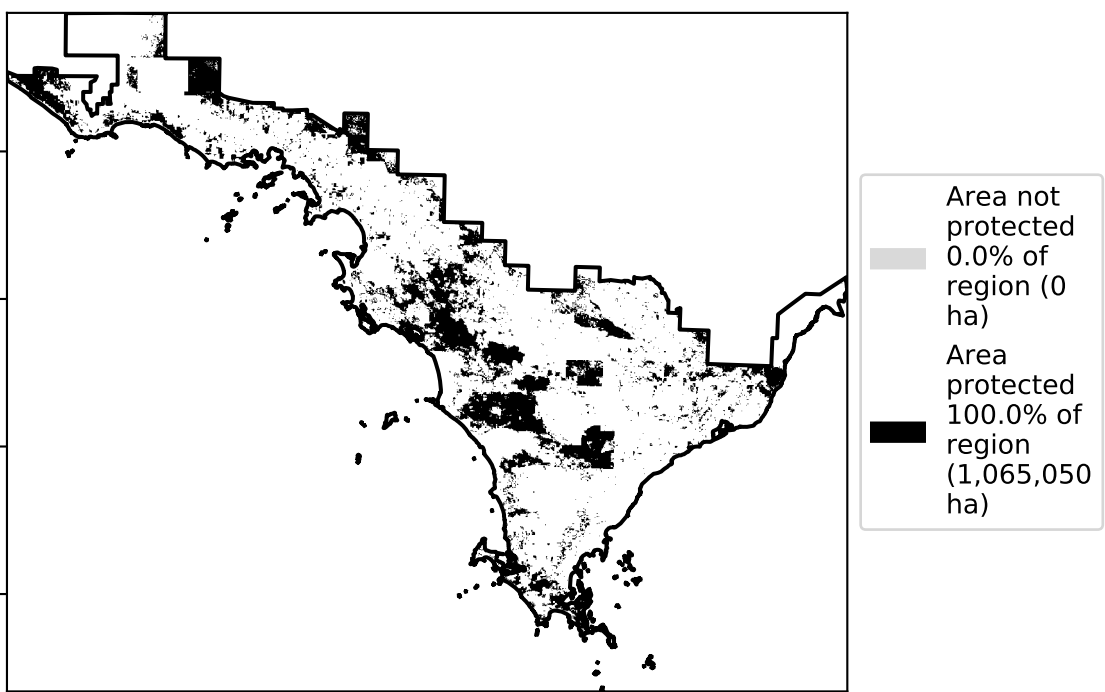 Area not
protected
0.0% of
region (0
ha)
Area
protected
100.0% of
region
(1,065,050
ha)